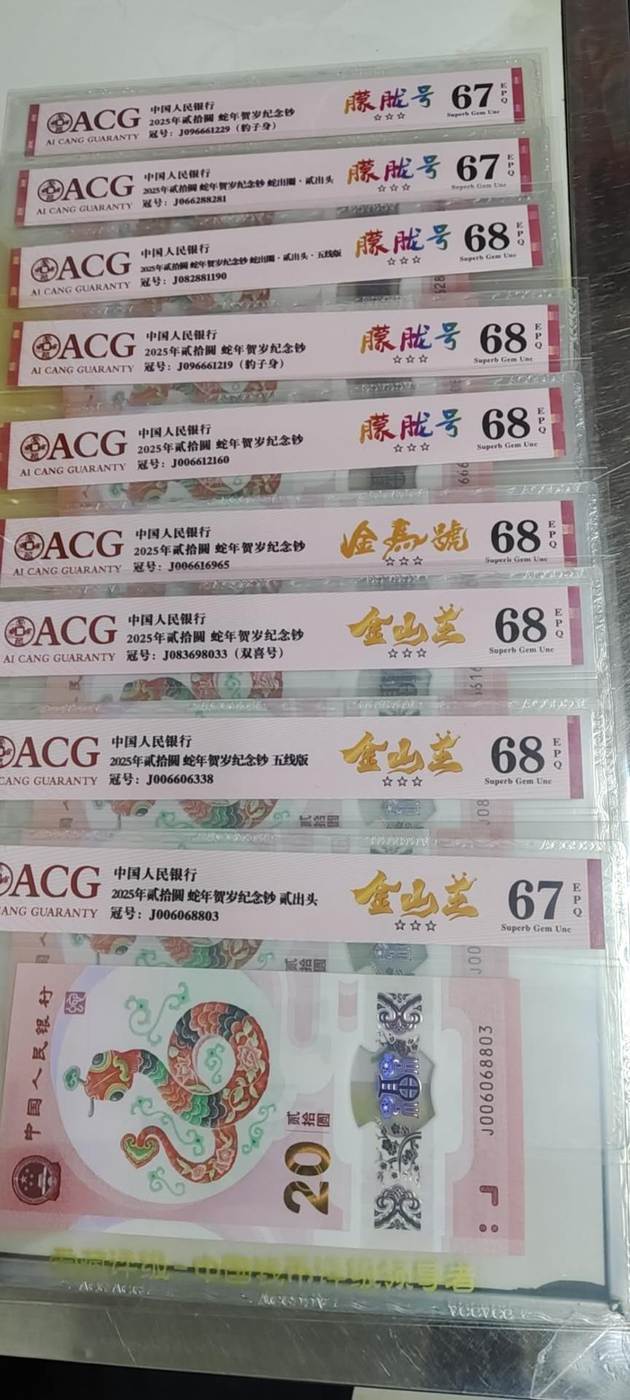 ACG
AI CANG GUARANTY
中国人民银行
2025年贰拾圆 蛇年贺岁纪念钞
冠号：J096661229（豹子身）
朦胧号
☆☆☆
67
EPQ
Superb Gem Unc
ACG
AI CANG GUARANTY
中国人民银行
2025年贰拾圆 蛇年贺岁纪念钞 蛇出圈·贰出头
冠号：J066288281
朦胧号
☆☆☆
67
EPQ
Superb Gem Unc
ACG
AI CANG GUARANTY
中国人民银行
2025年贰拾圆 蛇年贺岁纪念钞 蛇出圈·贰出头·五线版
冠号：J082881190
朦胧号
☆☆☆
68
EPQ
Superb Gem Unc
ACG
AI CANG GUARANTY
中国人民银行
2025年贰拾圆 蛇年贺岁纪念钞
冠号：J096661219（豹子身）
朦胧号
☆☆☆
68
EPQ
Superb Gem Unc
ACG
AI CANG GUARANTY
中国人民银行
2025年贰拾圆 蛇年贺岁纪念钞
冠号：J006612160
朦胧号
☆☆☆
68
EPQ
Superb Gem Unc
ACG
AI CANG GUARANTY
中国人民银行
2025年贰拾圆 蛇年贺岁纪念钞
冠号：J006616965
金馬號
☆☆☆
68
EPQ
Superb Gem Unc
ACG
AI CANG GUARANTY
中国人民银行
2025年贰拾圆 蛇年贺岁纪念钞
冠号：J083698033（双喜号）
金山主
☆☆☆
68
EPQ
Superb Gem Unc
ACG
CANG GUARANTY
中国人民银行
2025年贰拾圆 蛇年贺岁纪念钞 五线版
冠号：J006606338
金山主
☆☆☆
68
EPQ
Superb Gem Unc
ACG
ANG GUARANTY
中国人民银行
2025年贰拾圆 蛇年贺岁纪念钞 贰出头
冠号：J006068803
金山主
☆☆☆
67
EPQ
Superb Gem Unc
中国人民银行
贰拾圆
20
J006068803